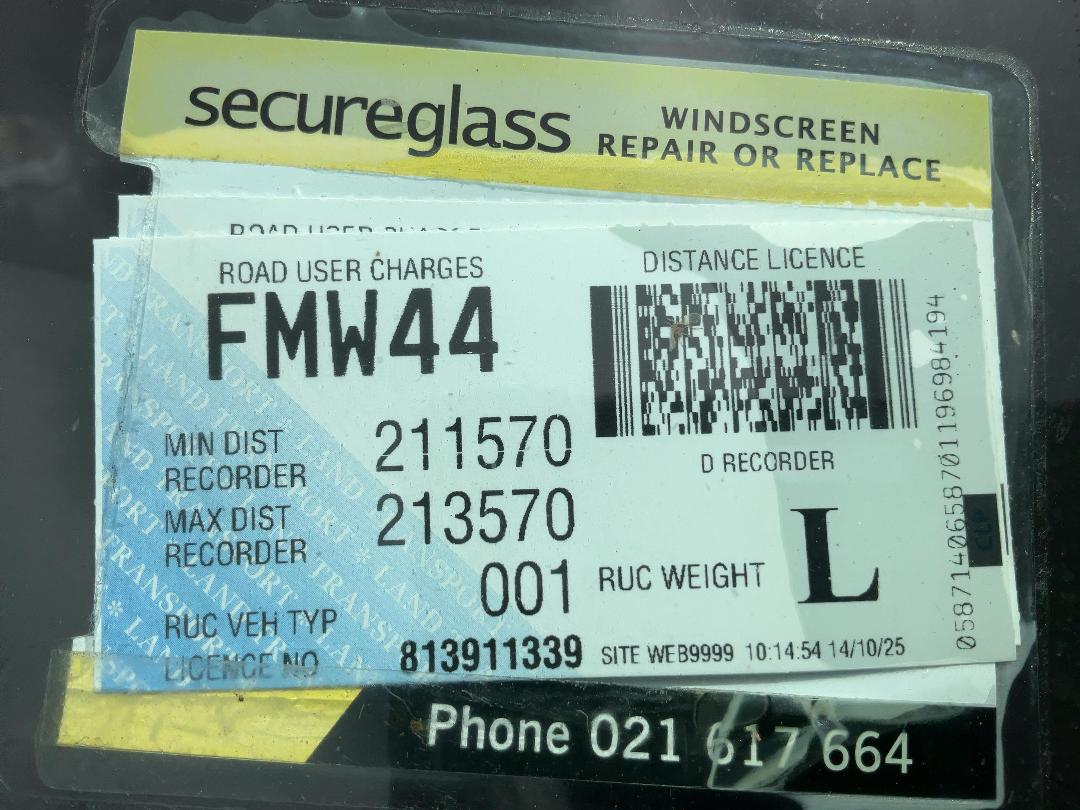 secureglass
WINDSCREEN
REPAIR OR REPLACE
ROAD USER CHARGES
FMW44
DISTANCE LICENCE
MIN DIST
RECORDER
211570
MAX DIST
RECORDER
213570
D RECORDER
RUC VEH TYP
001
RUC WEIGHT
L
LICENCE NO
813911339
SITE WEB9999 10:14:54 14/10/25
CLP
Phone 021 617 664